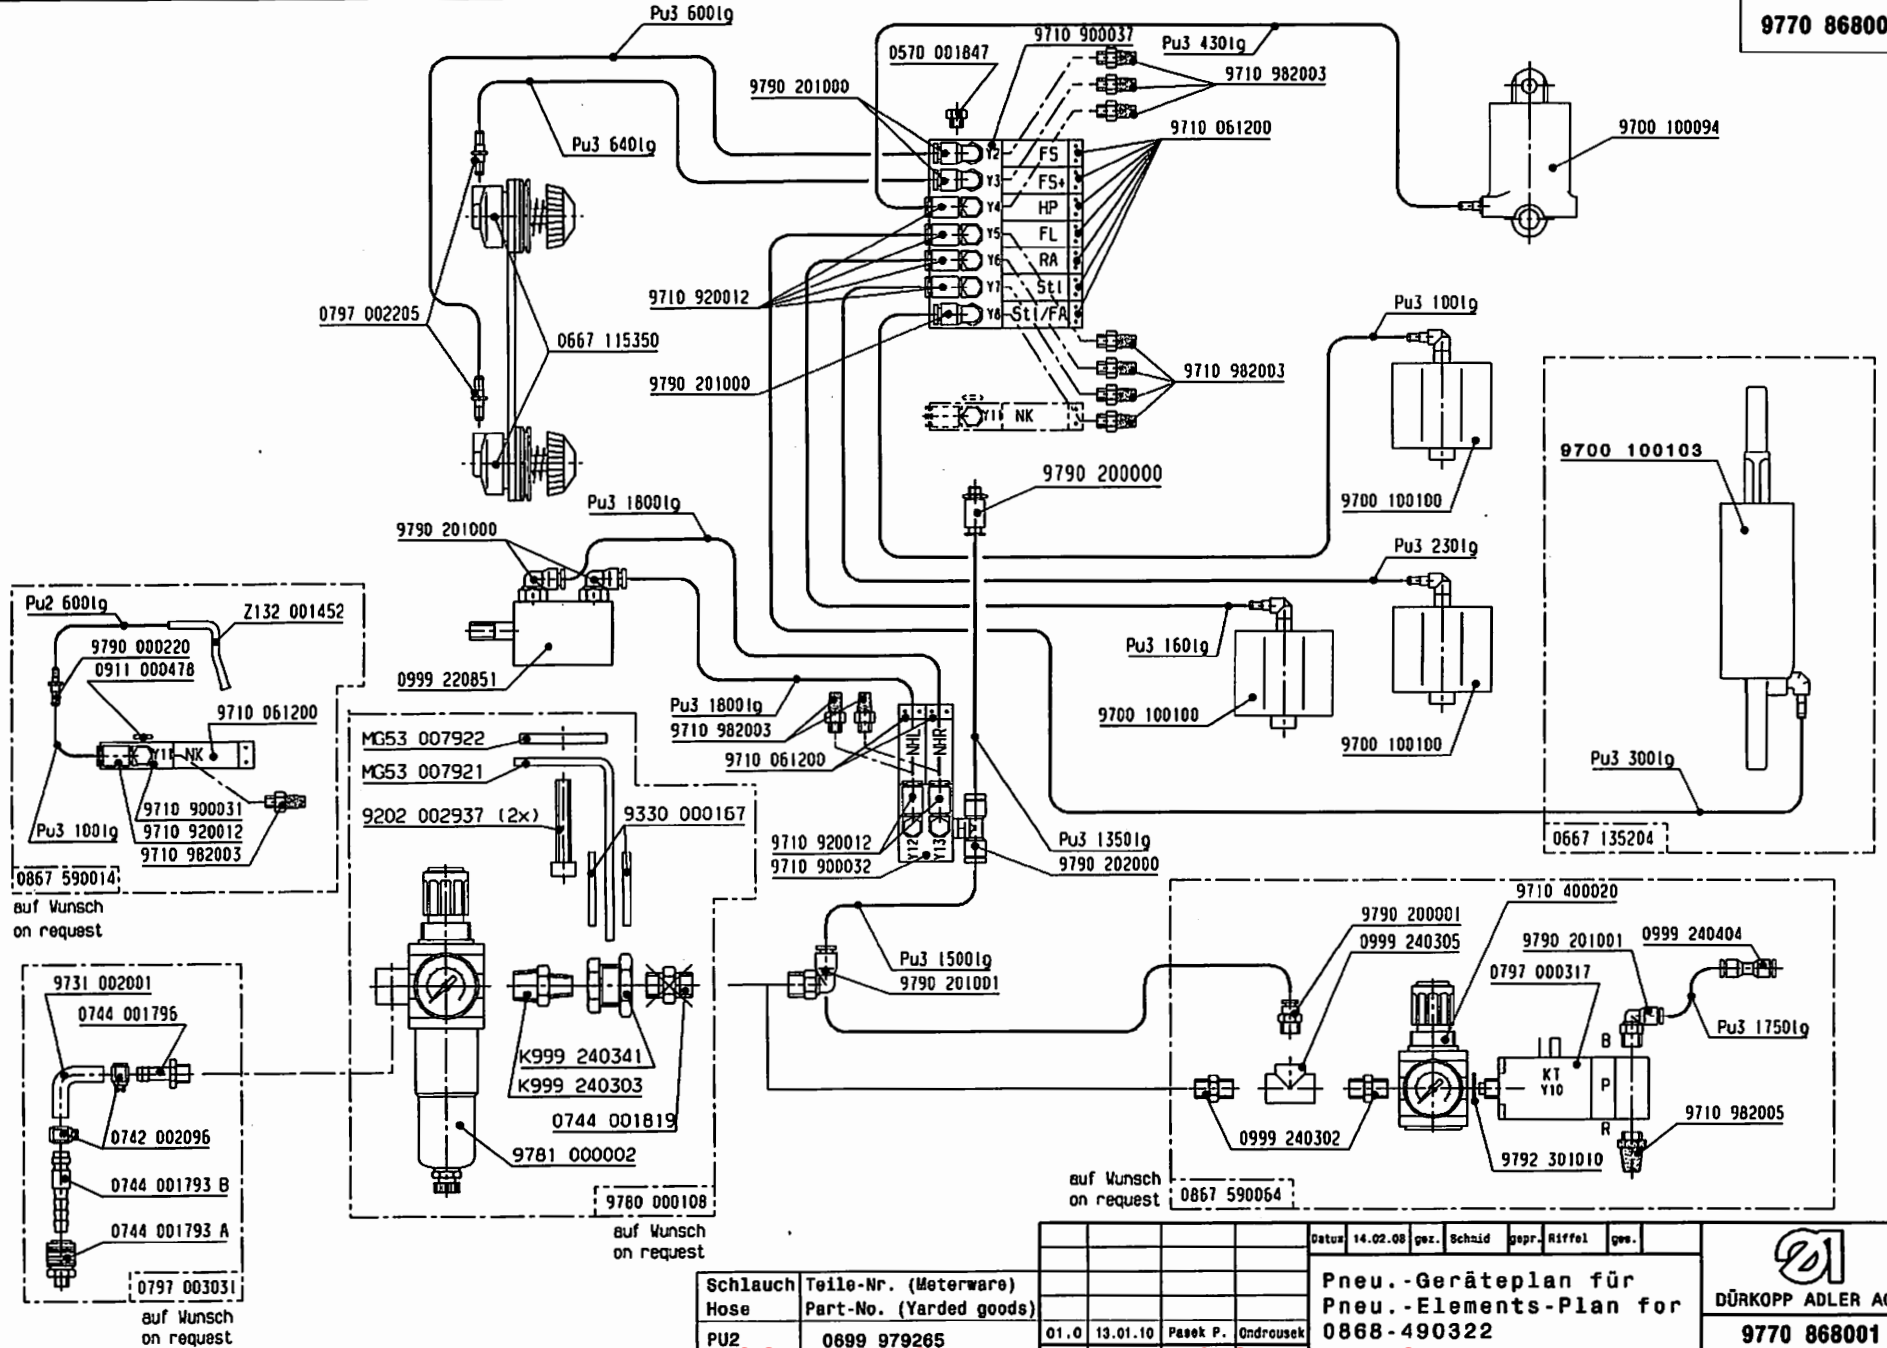 Pu3 600lg
9770 86800
0570 001847
9710 900037
Pu3 430lg
9790 201000
9710 982003
Pu3 640lg
9710 061200
9700 100094
Y2 FS
Y3 FS+
Y4 HP
Y5 FL
Y6 RA
Y7 Stl
Y8 Stl/FA
9710 920012
0797 002205
0667 115350
9790 201000
Pu3 100lg
9710 982003
Y11 NK
9700 100103
9790 200000
Pu3 1800lg
9700 100100
9790 201000
Pu3 230lg
Pu2 600lg
Z132 001452
9790 000220
0911 000478
0999 220851
Pu3 160lg
9710 061200
Pu3 1800lg
9710 982003
9700 100100
9700 100100
MG53 007922
MG53 007921
9710 061200
NHL
NHR
Pu3 300lg
Y11 NK
9710 900031
9710 920012
9710 982003
Pu3 100lg
9202 002937 (2x)
9330 000167
9710 920012
9710 900032
Y12
Y13
Pu3 1350lg
9790 202000
0667 135204
0867 590014
auf Wunsch
on request
9710 400020
9790 200001
0999 240305
9790 201001
0999 240404
0797 000317
Pu3 1500lg
9790 201001
9731 002001
0744 001796
Pu3 1750lg
B
KT
Y10
P
R
K999 240341
K999 240303
0744 001819
9710 982005
0742 002096
9781 000002
0999 240302
9792 301010
0744 001793 B
auf Wunsch
on request
0867 590064
9780 000108
auf Wunsch
on request
0744 001793 A
0797 003031
auf Wunsch
on request
Datum 14.02.08 gez. Schmid gepr. Riffel ges.
Schlauch Teile-Nr. (Meterware)
Hose Part-No. (Yarded goods)
PU2 0699 979265
01.0 13.01.10 Pasek P. Ondrousek
Pneu.-Geräteplan für
Pneu.-Elements-Plan for
0868-490322
DÜRKOPP ADLER AG
9770 868001